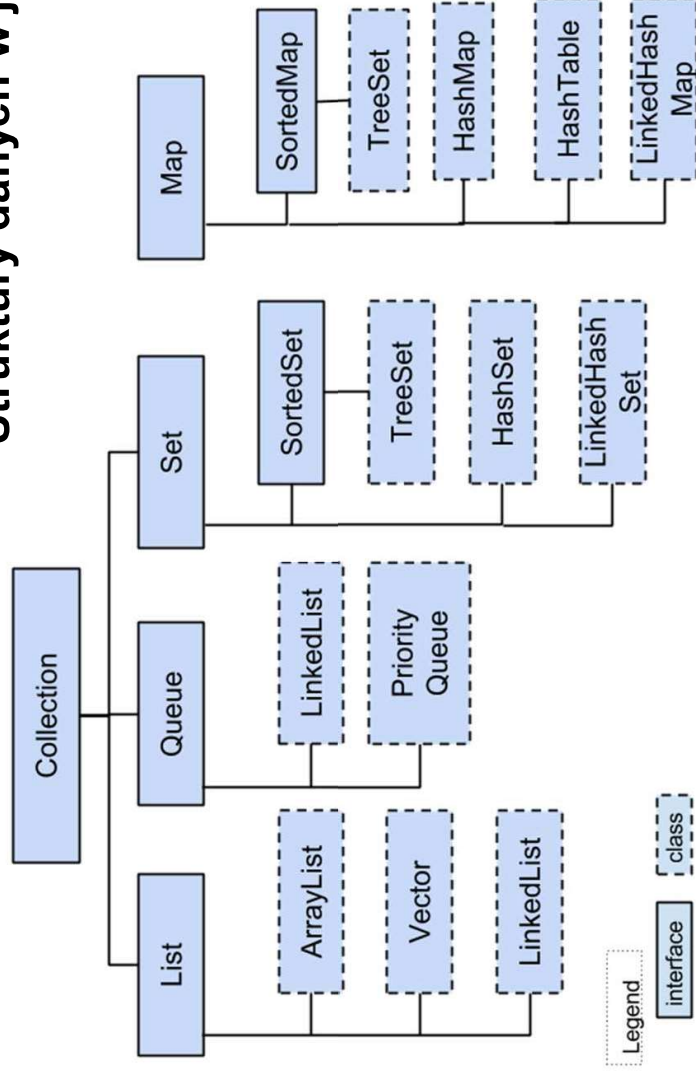 Struktury danych w
Collection
List
Queue
Set
Map
ArrayList
Vector
LinkedList
LinkedList
Priority
Queue
SortedSet
TreeSet
HashSet
LinkedHash
Set
SortedMap
TreeSet
HashMap
HashTable
LinkedHash
Map
Legend
interface
class